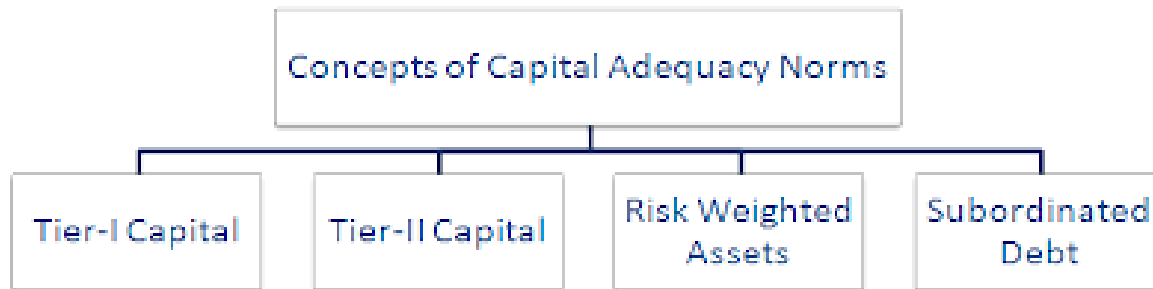 Concepts of Capital Adequacy Norms
Tier-I Capital
Tier-II Capital
Risk Weighted
Assets
Subordinated
Debt